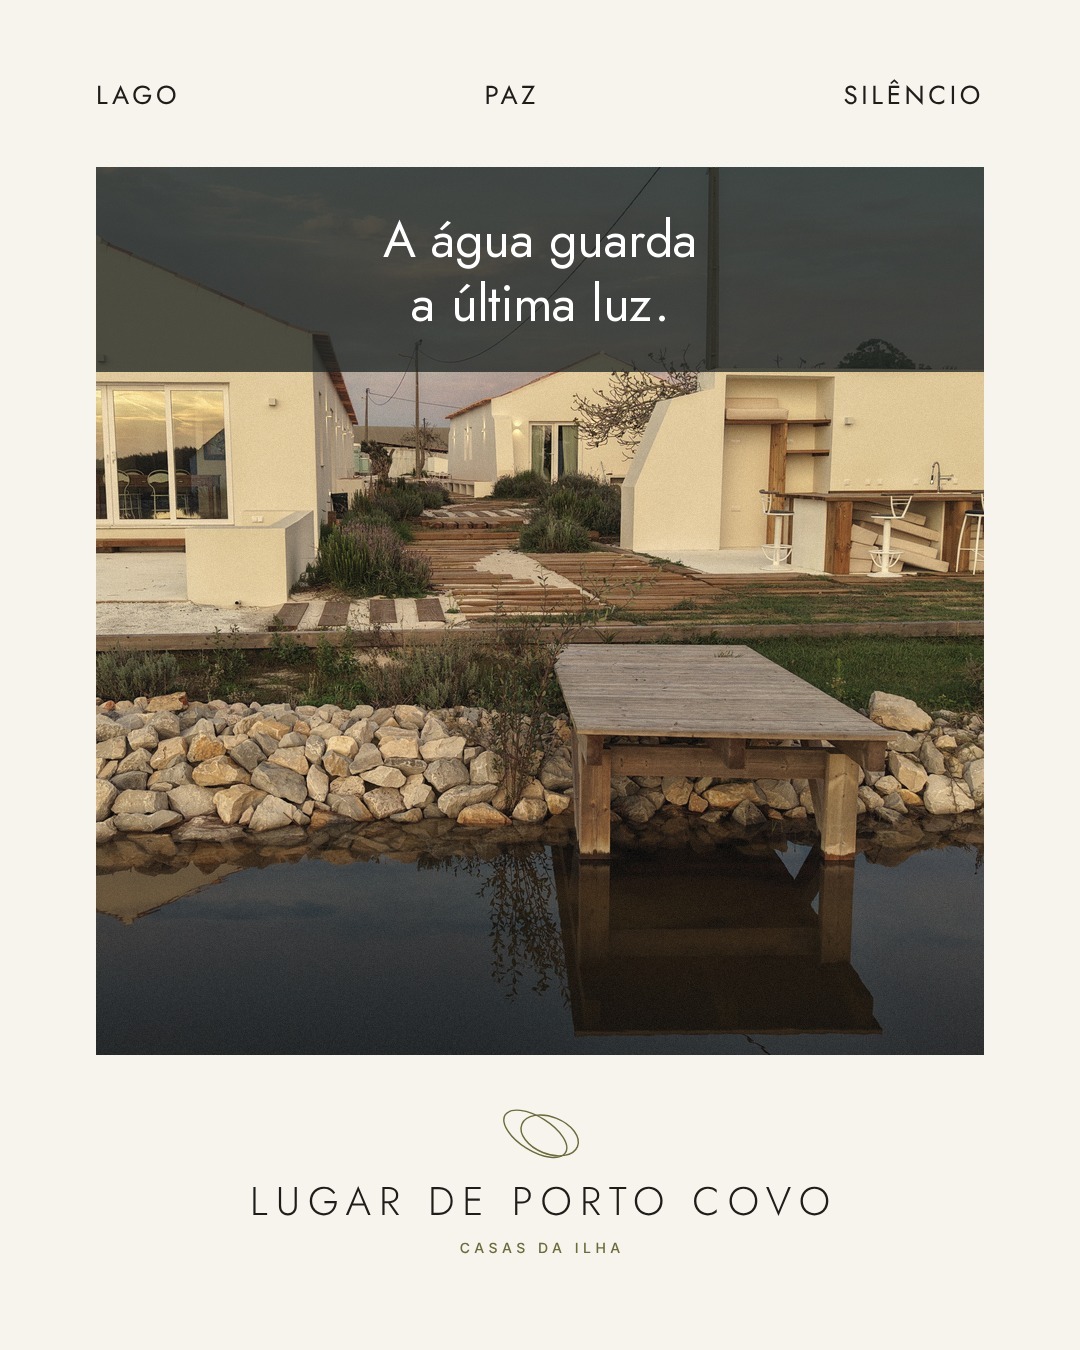 LAGO PAZ SILÊNCIO
A água guarda
a última luz.
LUGAR DE PORTO COVO
CASAS DA ILHA